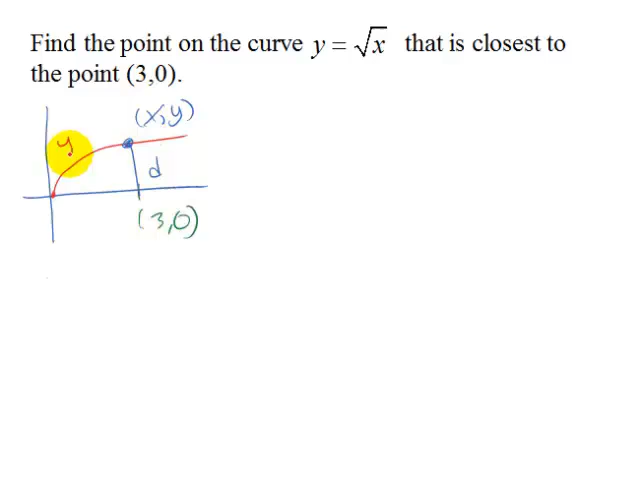 Find the point on the curve y = √x that is closest to
the point (3,0).
(x,y)
y
d
(3,0)